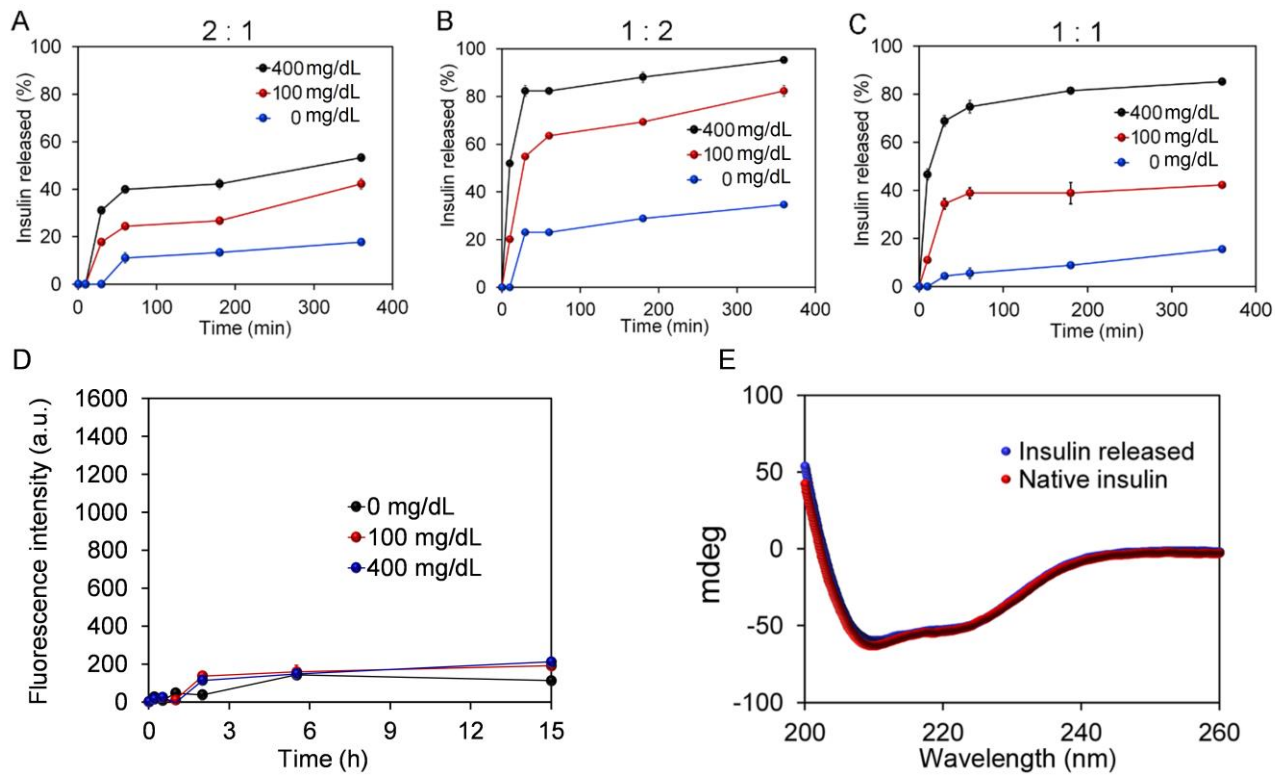 A
2 : 1
Insulin released (%)
100
80
60
40
20
0
400 mg/dL
100 mg/dL
0 mg/dL
0 100 200 300 400
Time (min)
B
1 : 2
Insulin released (%)
100
80
60
40
20
0
400 mg/dL
100 mg/dL
0 mg/dL
0 100 200 300 400
Time (min)
C
1 : 1
Insulin released (%)
100
80
60
40
20
0
400 mg/dL
100 mg/dL
0 mg/dL
0 100 200 300 400
Time (min)
D
Fluorescence intensity (a.u.)
1600
1400
1200
1000
800
600
400
200
0
0 mg/dL
100 mg/dL
400 mg/dL
0 3 6 9 12 15
Time (h)
E
mdeg
100
50
0
-50
-100
Insulin released
Native insulin
200 220 240 260
Wavelength (nm)